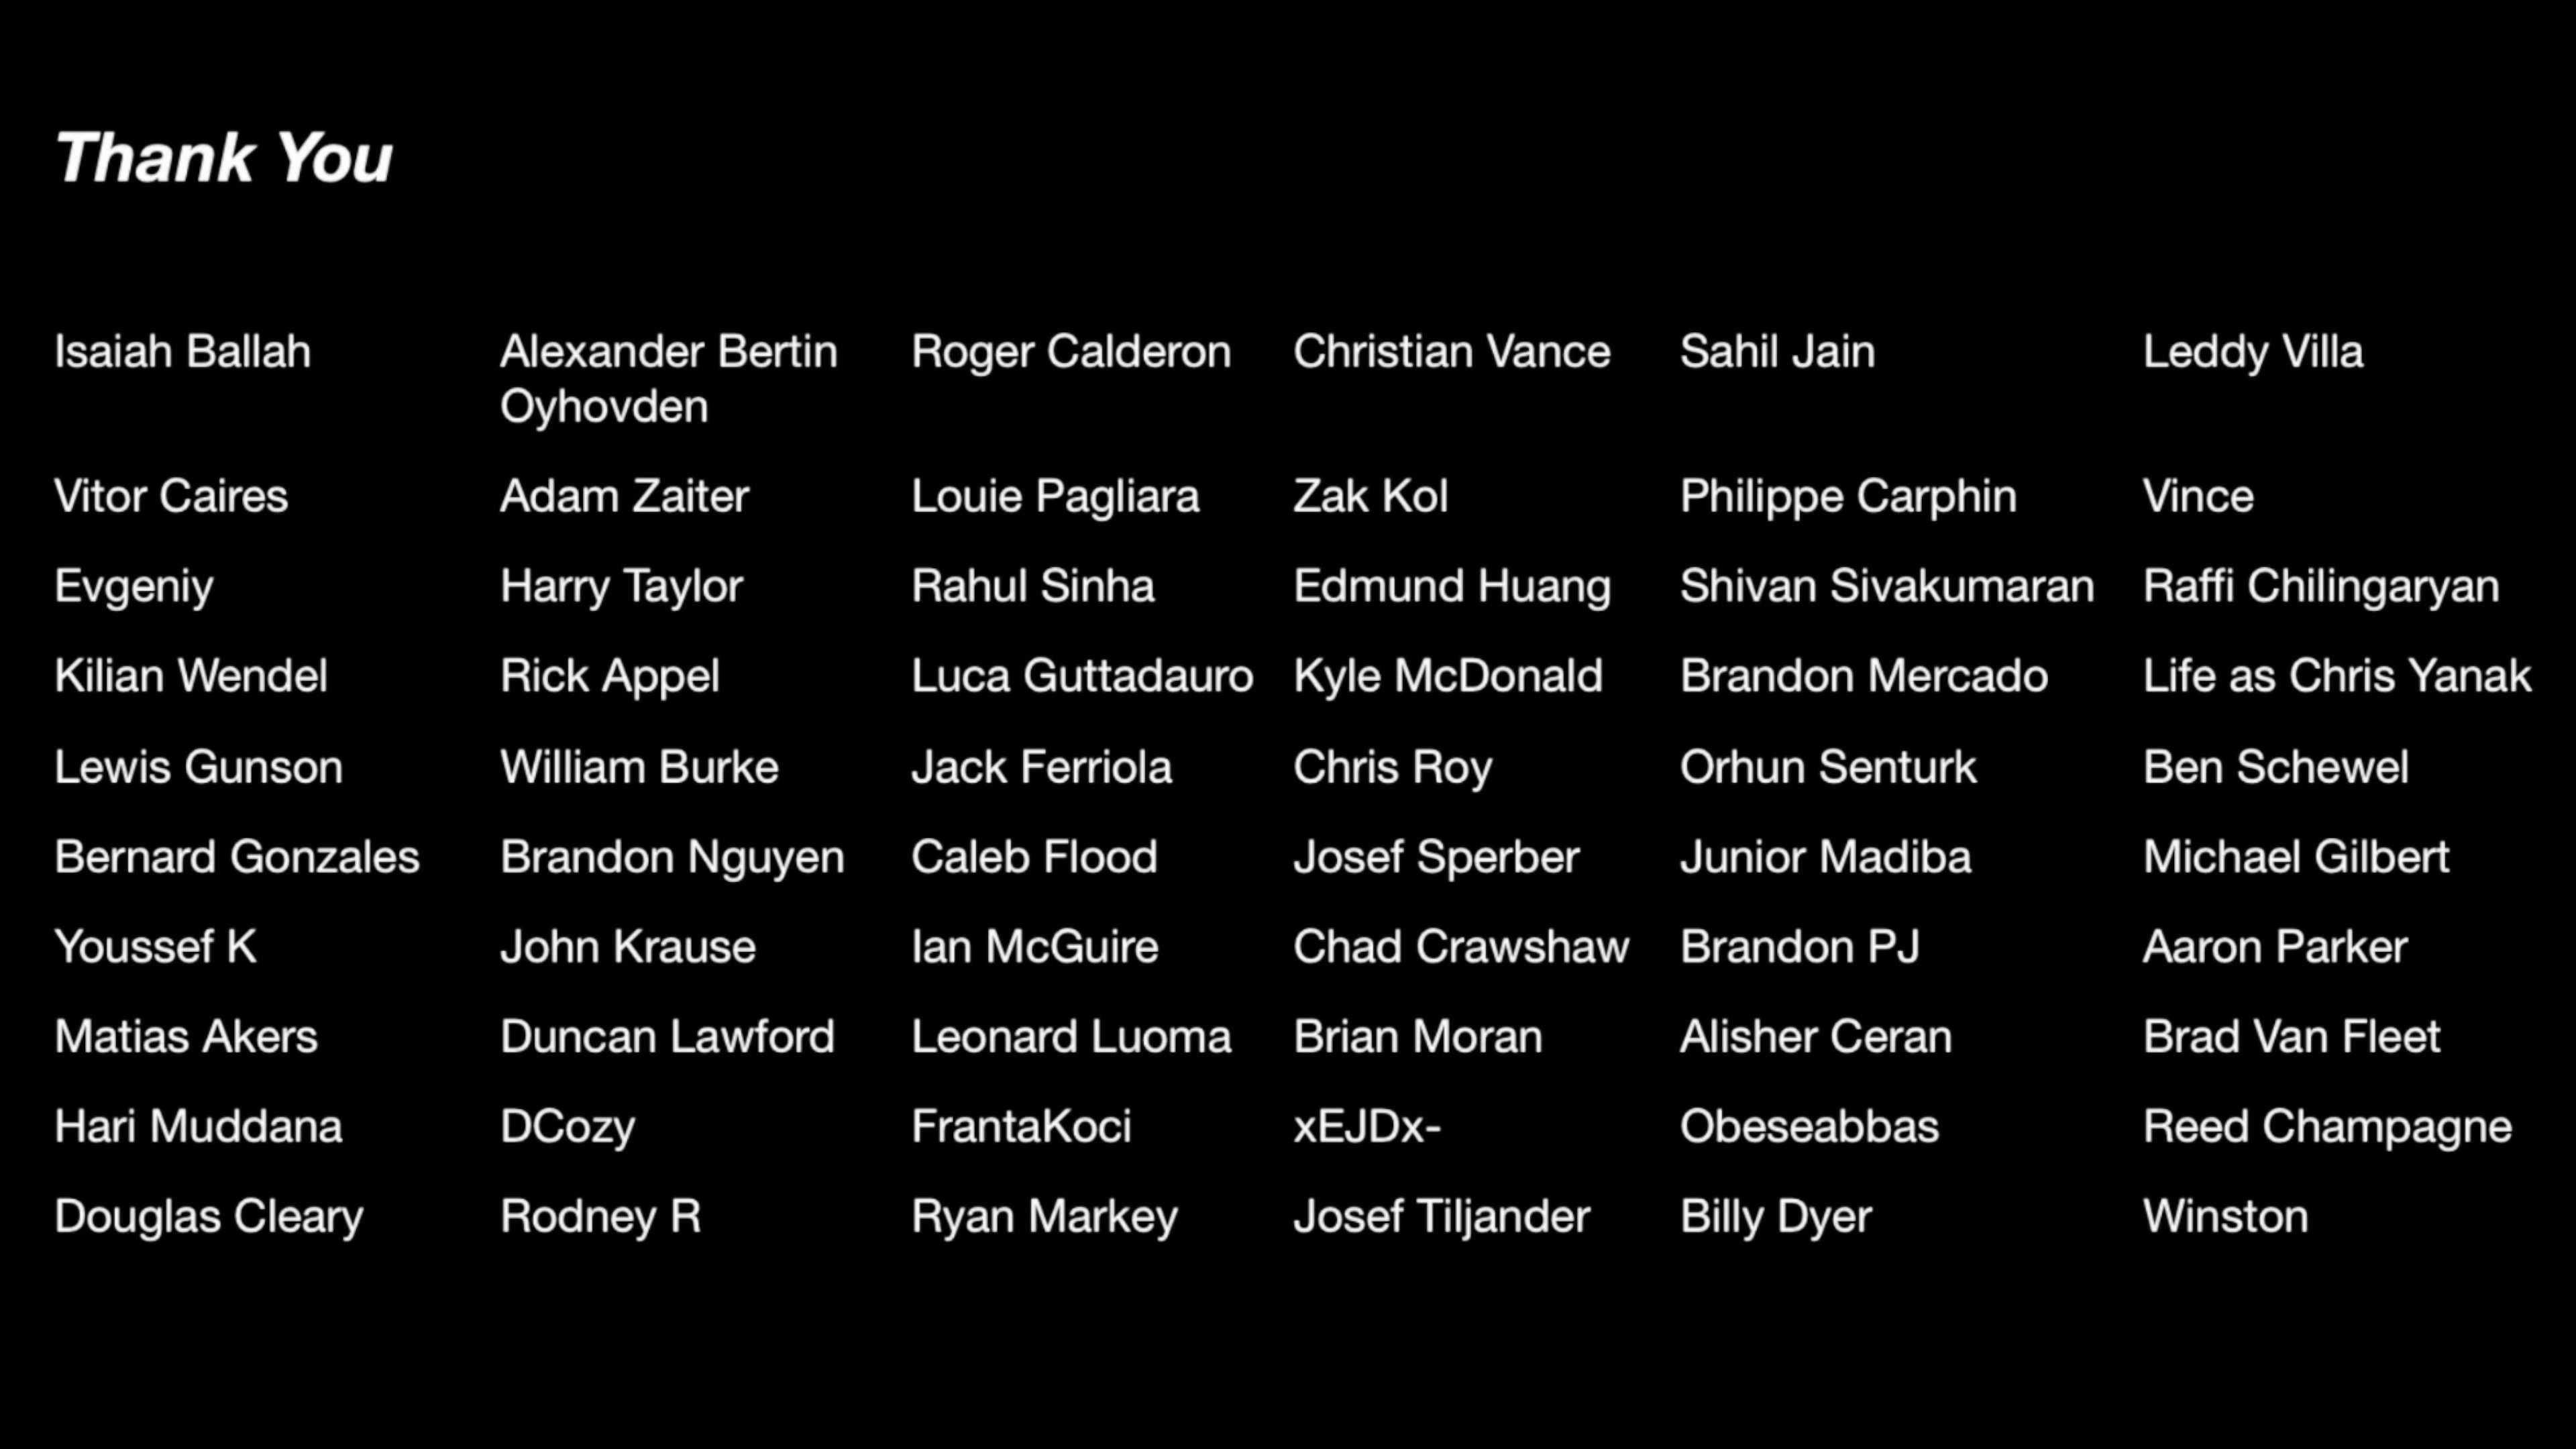 Thank You
Isaiah Ballah Alexander Bertin Oyhovden Roger Calderon Christian Vance Sahil Jain Leddy Villa
Vitor Caires Adam Zaiter Louie Pagliara Zak Kol Philippe Carphin Vince
Evgeniy Harry Taylor Rahul Sinha Edmund Huang Shivan Sivakumaran Raffi Chilingaryan
Kilian Wendel Rick Appel Luca Guttadauro Kyle McDonald Brandon Mercado Life as Chris Yanak
Lewis Gunson William Burke Jack Ferriola Chris Roy Orhun Senturk Ben Schewel
Bernard Gonzales Brandon Nguyen Caleb Flood Josef Sperber Junior Madiba Michael Gilbert
Youssef K John Krause Ian McGuire Chad Crawshaw Brandon PJ Aaron Parker
Matias Akers Duncan Lawford Leonard Luoma Brian Moran Alisher Ceran Brad Van Fleet
Hari Muddana DCozy FrantaKoci xEJDx- Obeseabbas Reed Champagne
Douglas Cleary Rodney R Ryan Markey Josef Tiljander Billy Dyer Winston